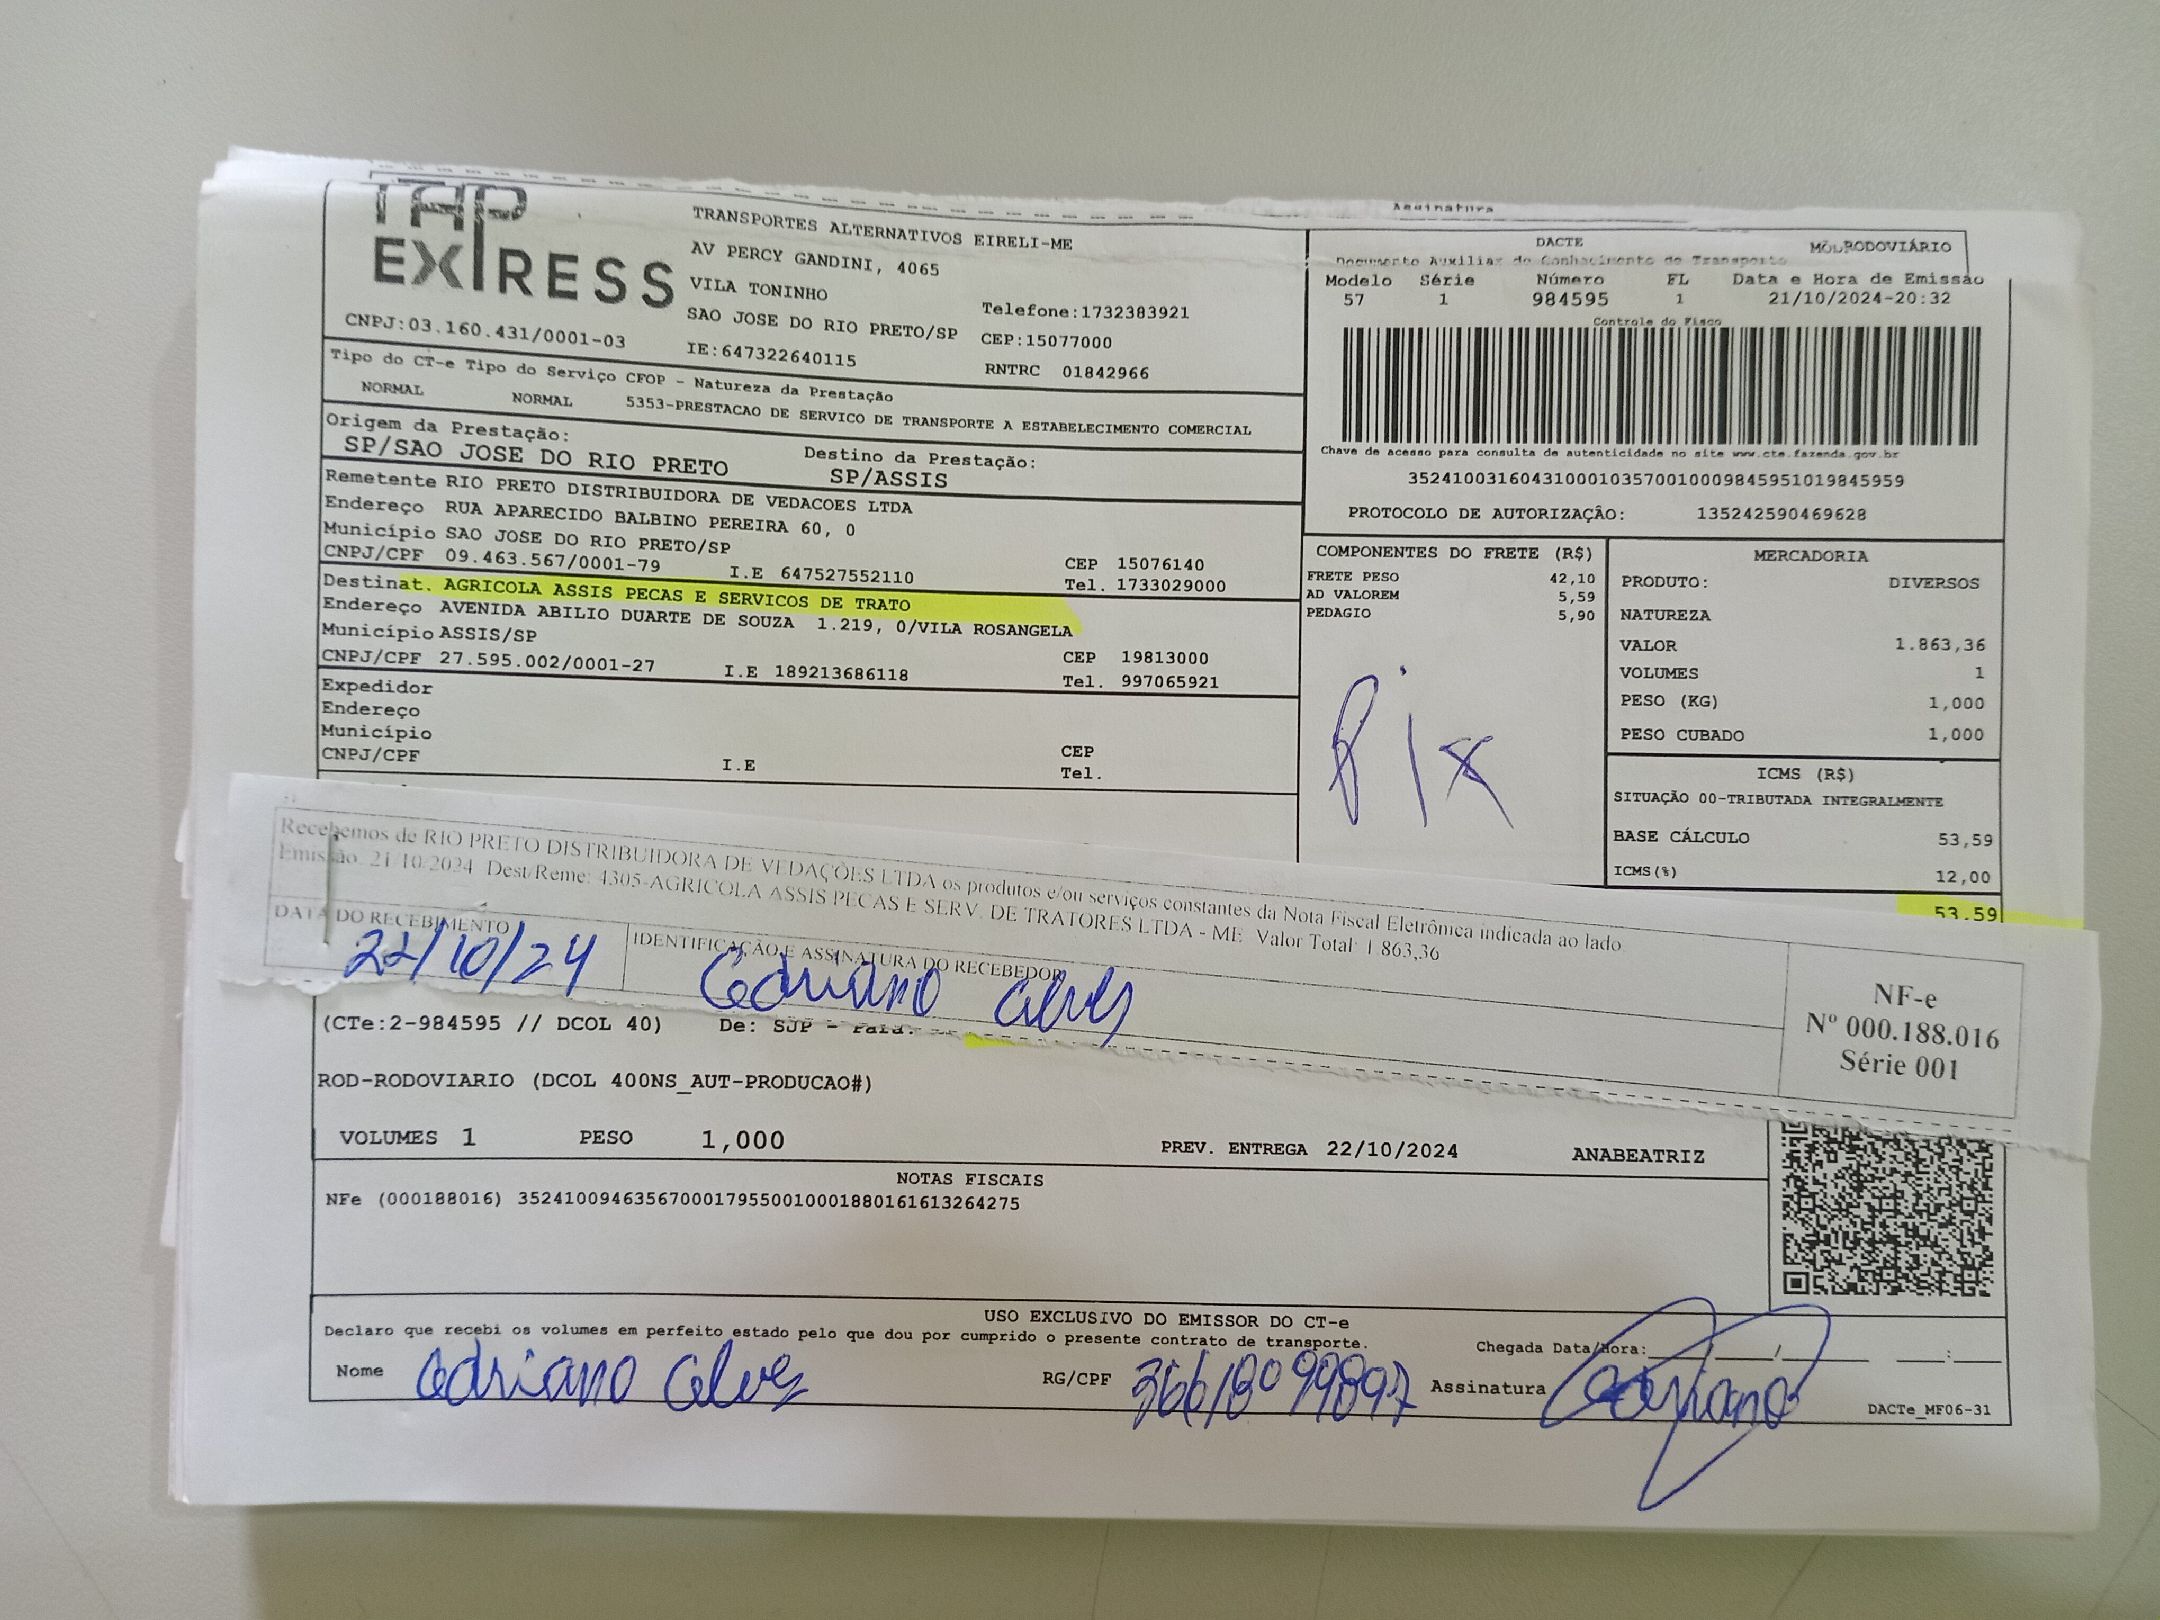 TAP
EXPRESS
CNPJ:03.160.431/0001-03
TRANSPORTES ALTERNATIVOS EIRELI-ME
AV PERCY GANDINI, 4065
VILA TONINHO
SAO JOSE DO RIO PRETO/SP
IE:647322640115
Telefone:1732383921
CEP:15077000
RNTRC 01842966
Tipo do CT-e Tipo do Serviço CFOP - Natureza da Prestação
NORMAL NORMAL 5353-PRESTACAO DE SERVICO DE TRANSPORTE A ESTABELECIMENTO COMERCIAL
Origem da Prestação: Destino da Prestação:
SP/SAO JOSE DO RIO PRETO SP/ASSIS
Remetente RIO PRETO DISTRIBUIDORA DE VEDACOES LTDA
Endereço RUA APARECIDO BALBINO PEREIRA 60, 0
Município SAO JOSE DO RIO PRETO/SP CEP 15076140
CNPJ/CPF 09.463.567/0001-79 I.E 647527552110 Tel. 1733029000
Destinat. AGRICOLA ASSIS PECAS E SERVICOS DE TRATO
Endereço AVENIDA ABILIO DUARTE DE SOUZA 1.219, 0/VILA ROSANGELA
Município ASSIS/SP CEP 19813000
CNPJ/CPF 27.595.002/0001-27 I.E 189213686118 Tel. 997065921
Expedidor
Endereço
Município CEP
CNPJ/CPF I.E Tel.
Assinatura
DACTE RODOVIÁRIO
Documento Auxiliar do Conhecimento de Transporte
Modelo Série Número FL Data e Hora de Emissão
57 1 984595 1 21/10/2024-20:32
Controle do Fisco
Chave de acesso para consulta de autenticidade no site www.cte.fazenda.gov.br
35241003160431000103570010009845951019845959
PROTOCOLO DE AUTORIZAÇÃO: 135242590469628
COMPONENTES DO FRETE (R$)
FRETE PESO 42,10
AD VALOREM 5,59
PEDAGIO 5,90
Pix
MERCADORIA
PRODUTO: DIVERSOS
NATUREZA
VALOR 1.863,36
VOLUMES 1
PESO (KG) 1,000
PESO CUBADO 1,000
ICMS (R$)
SITUAÇÃO 00-TRIBUTADA INTEGRALMENTE
BASE CÁLCULO 53,59
ICMS(%) 12,00
53,59
Recebemos de RIO PRETO DISTRIBUIDORA DE VEDAÇÕES LTDA os produtos e/ou serviços constantes da Nota Fiscal Eletrônica indicada ao lado
Emissão: 21/10/2024 Dest/Reme: 4305-AGRICOLA ASSIS PECAS E SERV. DE TRATORES LTDA - ME Valor Total: 1.863,36
DATA DO RECEBIMENTO IDENTIFICAÇÃO E ASSINATURA DO RECEBEDOR
22/10/24 Adriano Alves
NF-e
Nº 000.188.016
Série 001
(CTe:2-984595 // DCOL 40) De: SJP - Para:
ROD-RODOVIARIO (DCOL 400NS_AUT-PRODUCAO#)
VOLUMES 1 PESO 1,000 PREV. ENTREGA 22/10/2024 ANABEATRIZ
NOTAS FISCAIS
NFe (000188016) 35241009463567000179550010001880161613264275
USO EXCLUSIVO DO EMISSOR DO CT-e
Declaro que recebi os volumes em perfeito estado pelo que dou por cumprido o presente contrato de transporte. Chegada Data/Hora:
Nome Adriano Alves RG/CPF Assinatura Adriano
DACTe_MF06-31